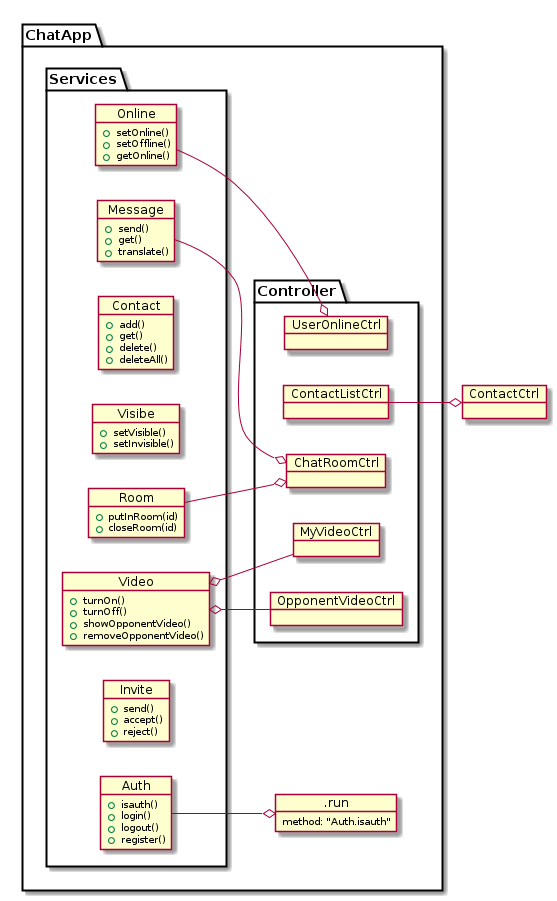 ChatApp
Services
Online
setOnline()
setOffline()
getOnline()
Message
send()
get()
translate()
Contact
add()
get()
delete()
deleteAll()
Visibe
setVisible()
setInvisible()
Room
putInRoom(id)
closeRoom(id)
Video
turnOn()
turnOff()
showOpponentVideo()
removeOpponentVideo()
Invite
send()
accept()
reject()
Auth
isauth()
login()
logout()
register()
Controller
UserOnlineCtrl
ContactListCtrl
ChatRoomCtrl
MyVideoCtrl
OpponentVideoCtrl
ContactCtrl
.run
method: "Auth.isauth"